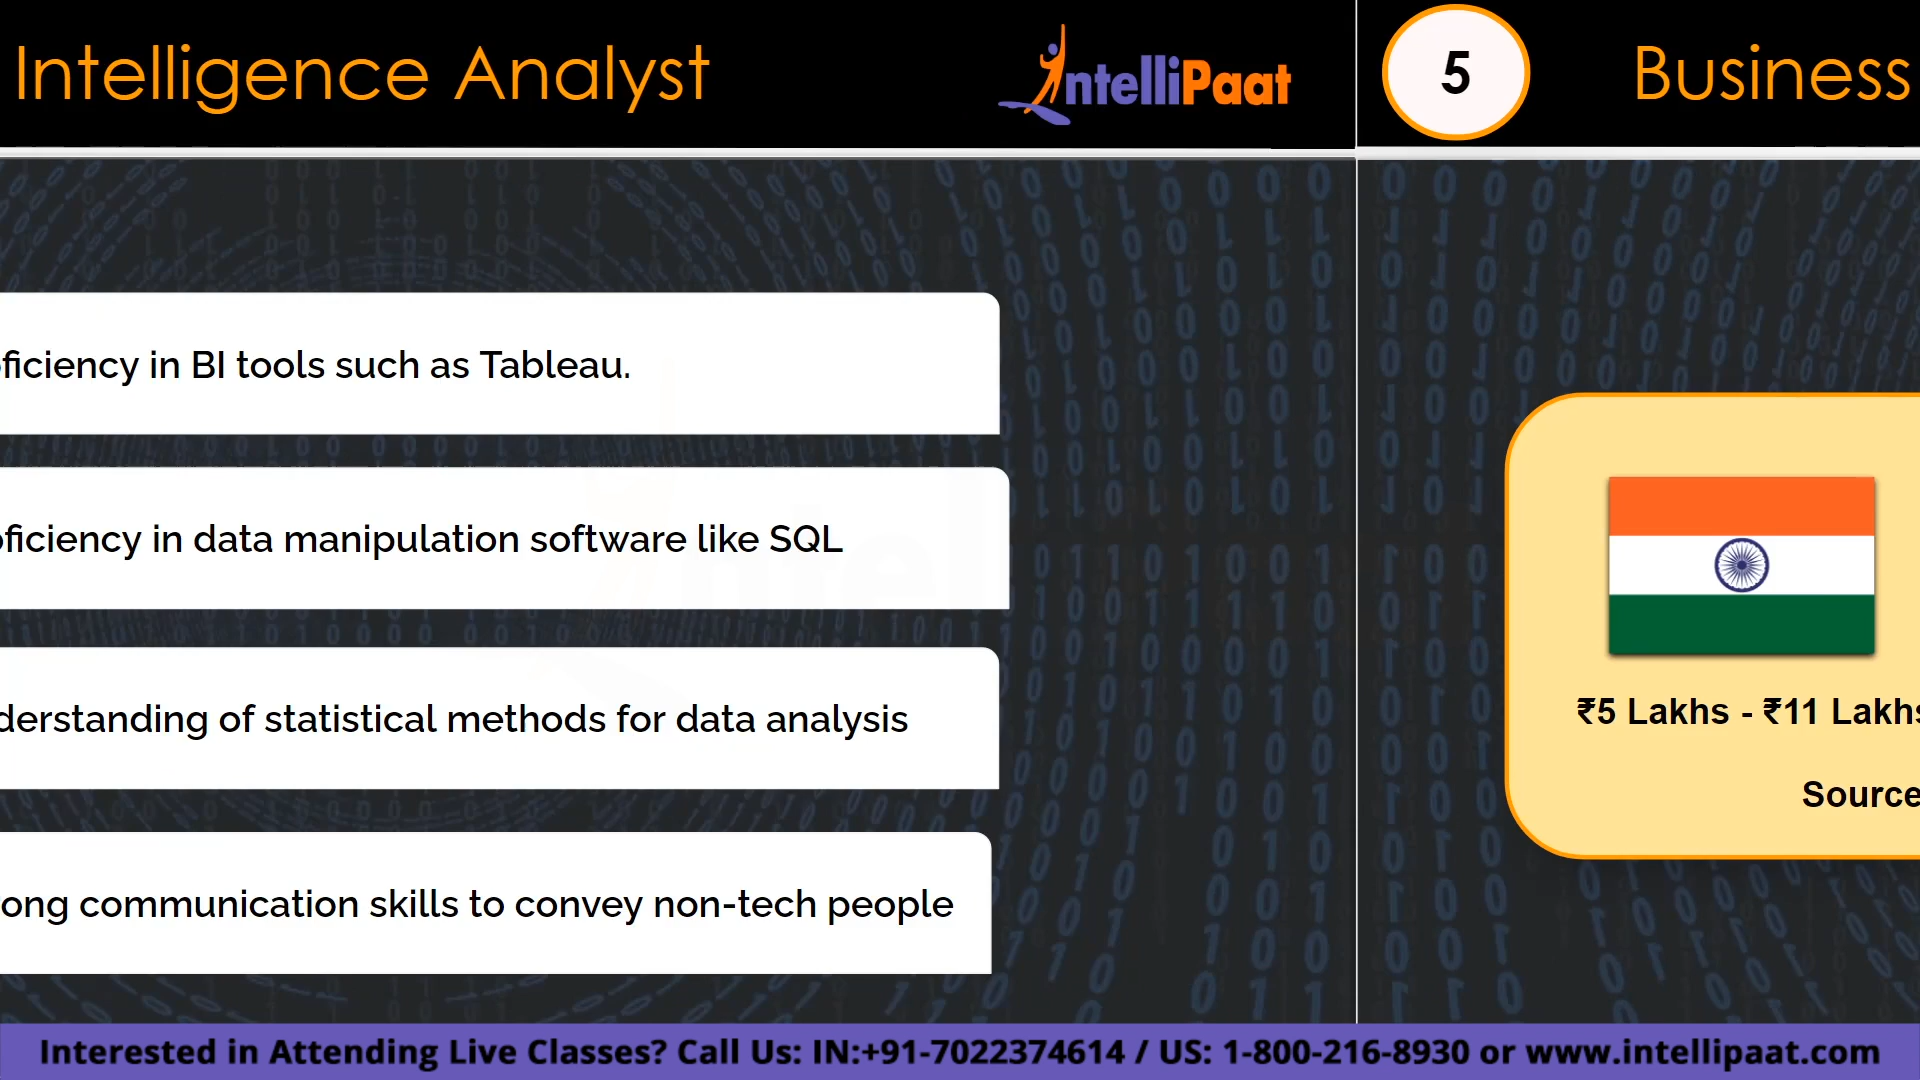 Intelligence Analyst
IntelliPaat
ficiency in BI tools such as Tableau.
ficiency in data manipulation software like SQL
derstanding of statistical methods for data analysis
ong communication skills to convey non-tech people
5
Business
₹5 Lakhs - ₹11 Lakhs
Source
Interested in Attending Live Classes? Call Us: IN:+91-7022374614 / US: 1-800-216-8930 or www.intellipaat.com